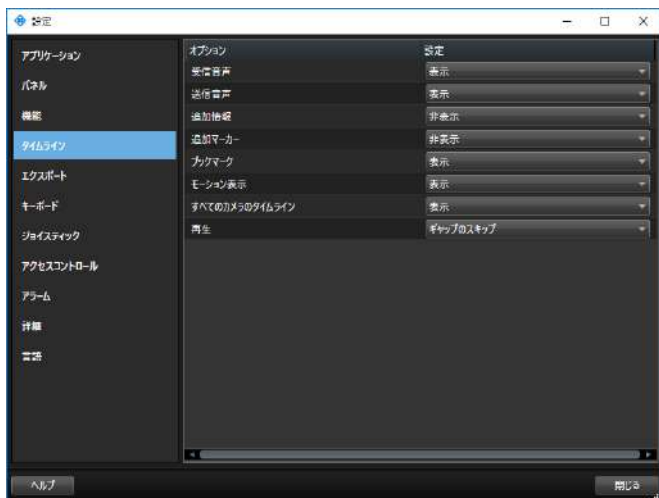 設定
アプリケーション
パネル
機能
タイムライン
エクスポート
キーボード
ジョイスティック
アクセスコントロール
アラーム
詳細
言語
オプション 設定
受信音声 表示
送信音声 表示
追加情報 非表示
追加マーカー 非表示
ブックマーク 表示
モーション表示 表示
すべてのカメラのタイムライン 表示
再生 ギャップのスキップ
ヘルプ 閉じる